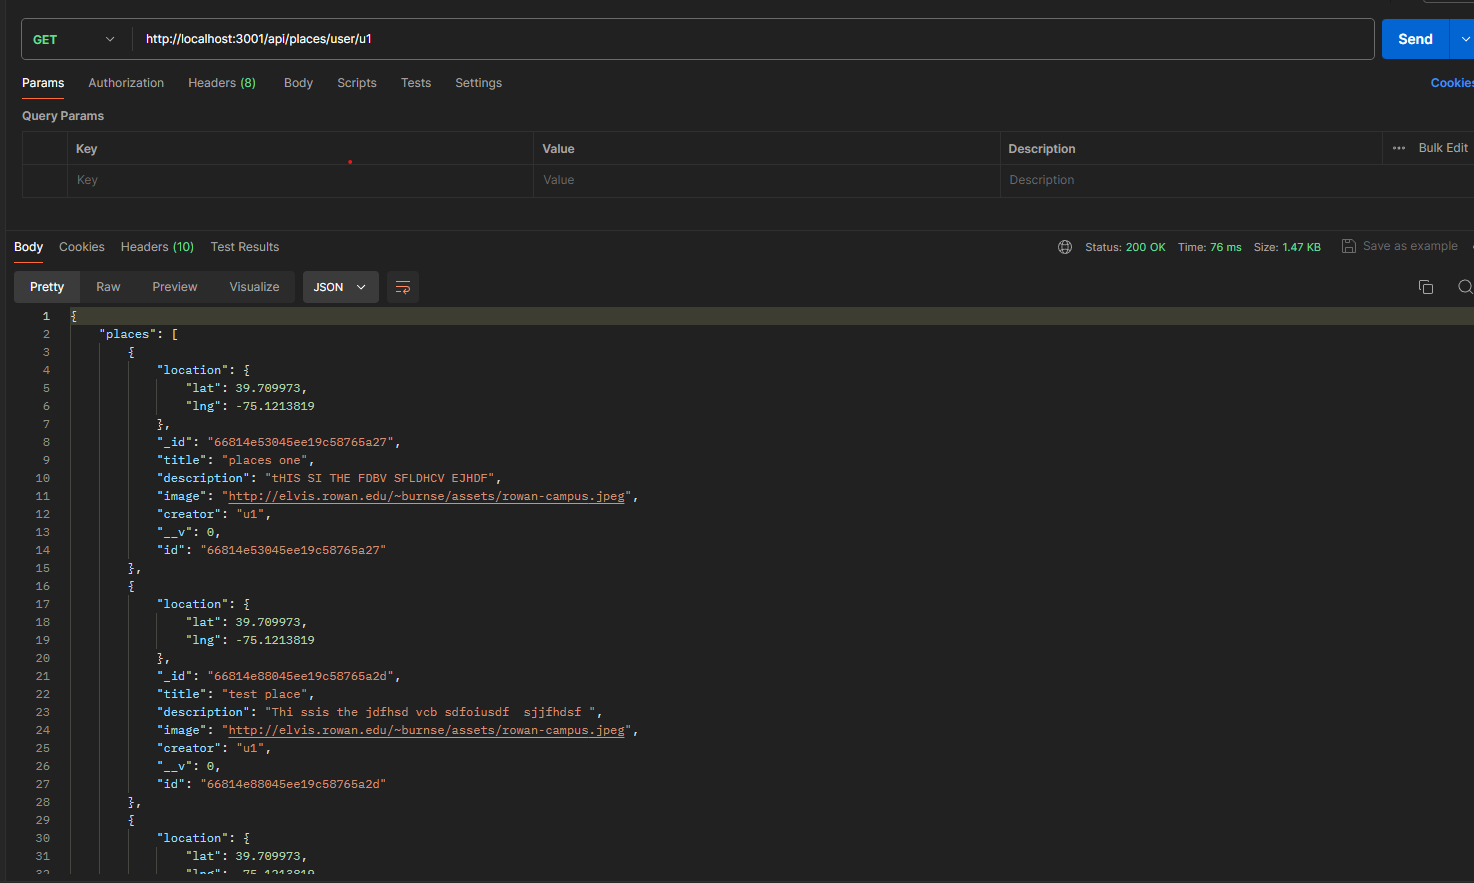 GET http://localhost:3001/api/places/user/u1 Send
Params Authorization Headers (8) Body Scripts Tests Settings Cookies
Query Params
Key Value Description ••• Bulk Edit
Key Value Description
Body Cookies Headers (10) Test Results Status: 200 OK Time: 76 ms Size: 1.47 KB Save as example
Pretty Raw Preview Visualize JSON
1 {
2 "places": [
3 {
4 "location": {
5 "lat": 39.709973,
6 "lng": -75.1213819
7 },
8 "_id": "66814e53045ee19c58765a27",
9 "title": "places one",
10 "description": "tHIS SI THE FDBV SFLDHCV EJHDF",
11 "image": "http://elvis.rowan.edu/~burnse/assets/rowan-campus.jpeg",
12 "creator": "u1",
13 "__v": 0,
14 "id": "66814e53045ee19c58765a27"
15 },
16 {
17 "location": {
18 "lat": 39.709973,
19 "lng": -75.1213819
20 },
21 "_id": "66814e88045ee19c58765a2d",
22 "title": "test place",
23 "description": "Thi ssis the jdfhsd vcb sdfoiusdf  sjjfhdsf ",
24 "image": "http://elvis.rowan.edu/~burnse/assets/rowan-campus.jpeg",
25 "creator": "u1",
26 "__v": 0,
27 "id": "66814e88045ee19c58765a2d"
28 },
29 {
30 "location": {
31 "lat": 39.709973,
32 "lng": -75.1213819